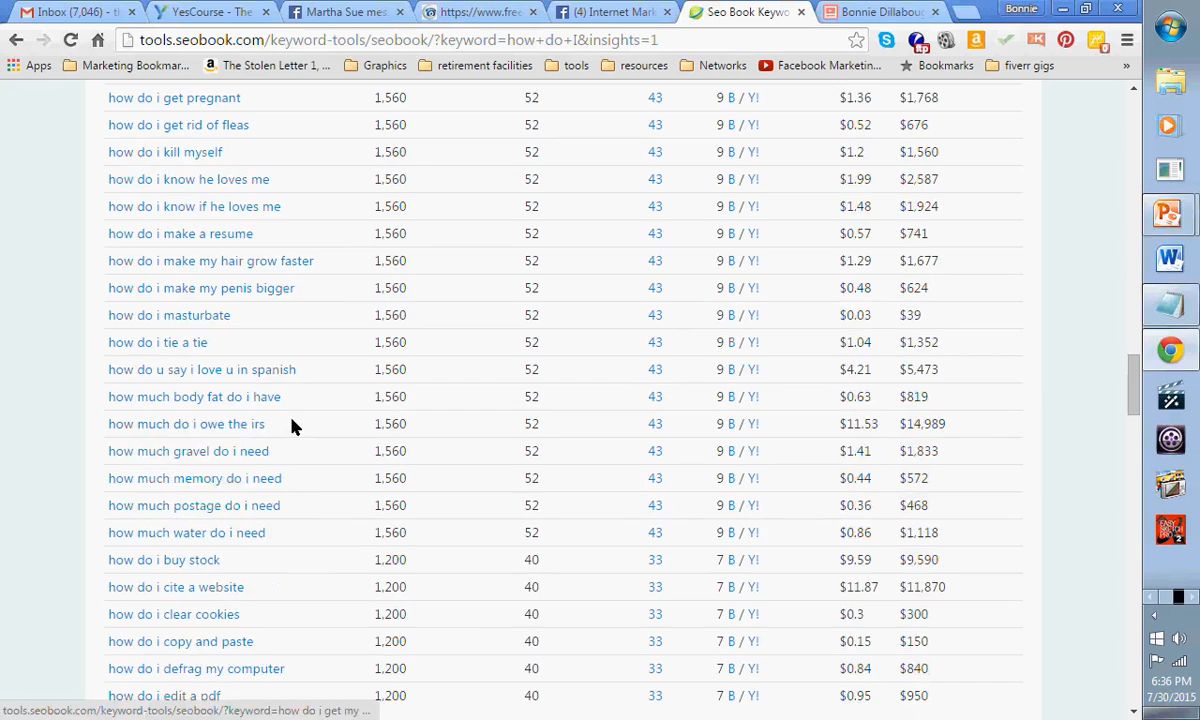 Inbox (7,046) - th
YesCourse - The
Martha Sue mes
https://www.free
(4) Internet Mark
Seo Book Keywo
Bonnie Dillaboug
Bonnie
tools.seobook.com/keyword-tools/seobook/?keyword=how+do+I&insights=1
Apps
Marketing Bookmar...
The Stolen Letter 1,...
Graphics
retirement facilities
tools
resources
Networks
Facebook Marketin...
Bookmarks
fiverr gigs
»
how do i get pregnant 1,560 52 43 9 B / Y! $1.36 $1,768
how do i get rid of fleas 1,560 52 43 9 B / Y! $0.52 $676
how do i kill myself 1,560 52 43 9 B / Y! $1.2 $1,560
how do i know he loves me 1,560 52 43 9 B / Y! $1.99 $2,587
how do i know if he loves me 1,560 52 43 9 B / Y! $1.48 $1,924
how do i make a resume 1,560 52 43 9 B / Y! $0.57 $741
how do i make my hair grow faster 1,560 52 43 9 B / Y! $1.29 $1,677
how do i make my penis bigger 1,560 52 43 9 B / Y! $0.48 $624
how do i masturbate 1,560 52 43 9 B / Y! $0.03 $39
how do i tie a tie 1,560 52 43 9 B / Y! $1.04 $1,352
how do u say i love u in spanish 1,560 52 43 9 B / Y! $4.21 $5,473
how much body fat do i have 1,560 52 43 9 B / Y! $0.63 $819
how much do i owe the irs 1,560 52 43 9 B / Y! $11.53 $14,989
how much gravel do i need 1,560 52 43 9 B / Y! $1.41 $1,833
how much memory do i need 1,560 52 43 9 B / Y! $0.44 $572
how much postage do i need 1,560 52 43 9 B / Y! $0.36 $468
how much water do i need 1,560 52 43 9 B / Y! $0.86 $1,118
how do i buy stock 1,200 40 33 7 B / Y! $9.59 $9,590
how do i cite a website 1,200 40 33 7 B / Y! $11.87 $11,870
how do i clear cookies 1,200 40 33 7 B / Y! $0.3 $300
how do i copy and paste 1,200 40 33 7 B / Y! $0.15 $150
how do i defrag my computer 1,200 40 33 7 B / Y! $0.84 $840
how do i edit a pdf 1,200 40 33 7 B / Y! $0.95 $950
tools.seobook.com/keyword-tools/seobook/?keyword=how do i get my ...
6:36 PM
7/30/2015